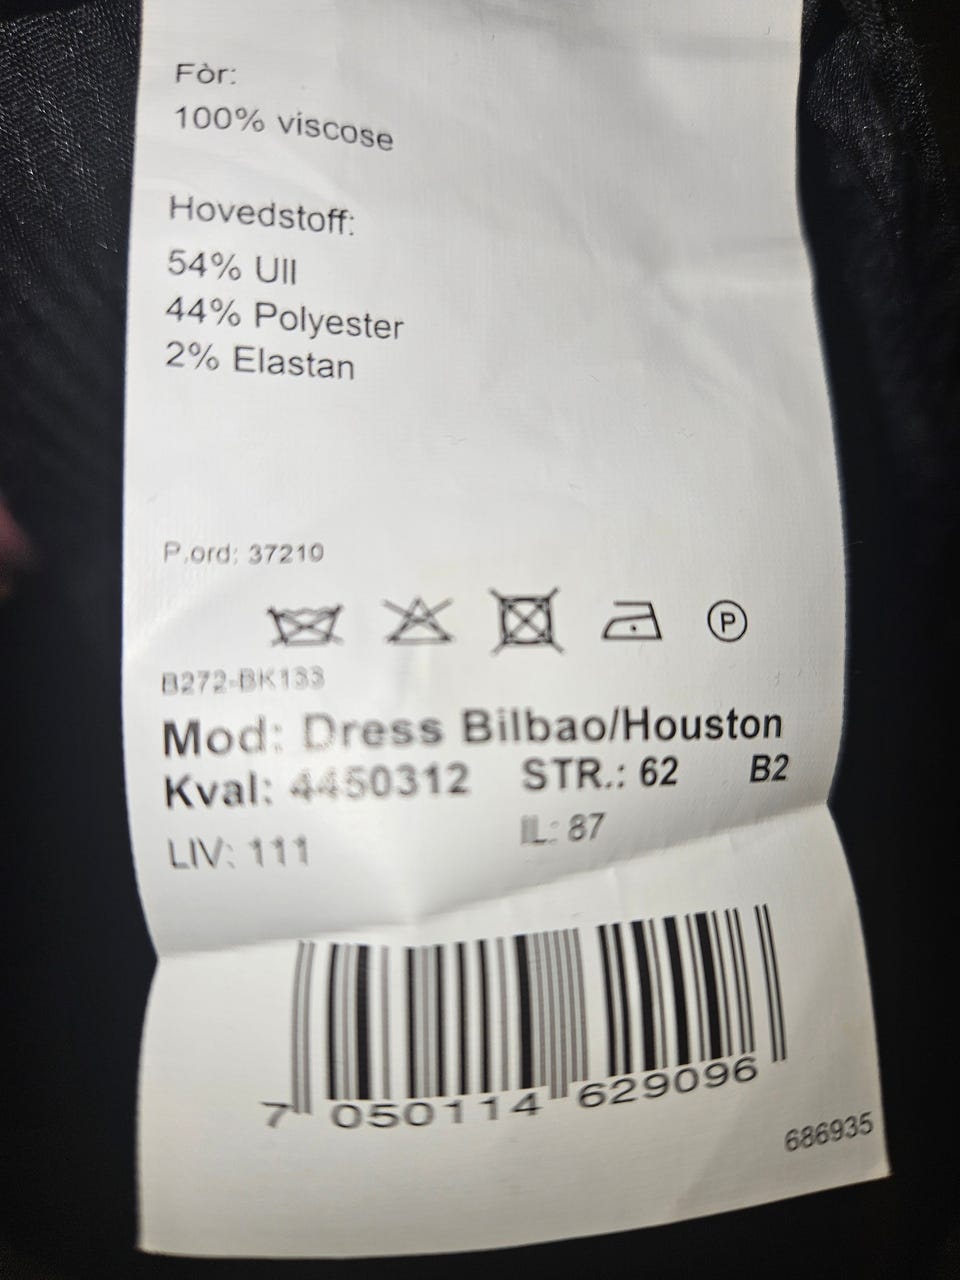 Fòr:
100% viscose
Hovedstoff:
54% Ull
44% Polyester
2% Elastan
P.ord: 37210
P
B272-BK133
Mod: Dress Bilbao/Houston
Kval: 4450312 STR.: 62 B2
LIV: 111 IL: 87
7 050114 629096
686935